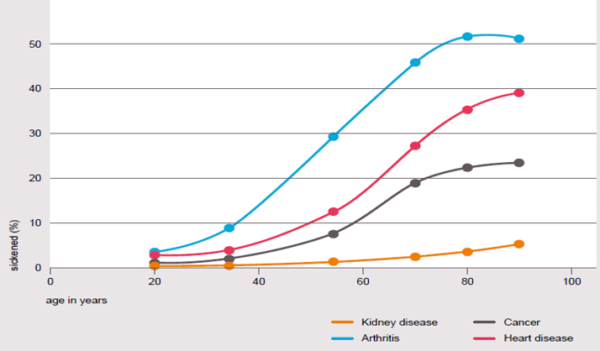 50
40
30
20
10
0
sickened (%)
0 20 40 60 80 100
age in years
Kidney disease Cancer
Arthritis Heart disease